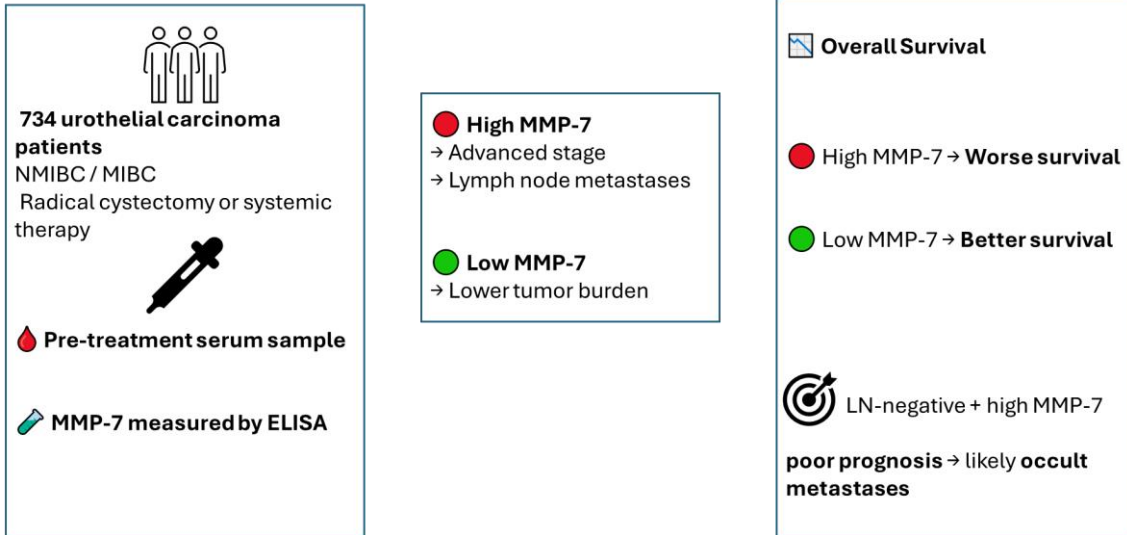 734 urothelial carcinoma
patients
NMIBC / MIBC
Radical cystectomy or systemic
therapy
Pre-treatment serum sample
MMP-7 measured by ELISA
High MMP-7
→ Advanced stage
→ Lymph node metastases
Low MMP-7
→ Lower tumor burden
Overall Survival
High MMP-7 → Worse survival
Low MMP-7 → Better survival
LN-negative + high MMP-7
poor prognosis → likely occult
metastases